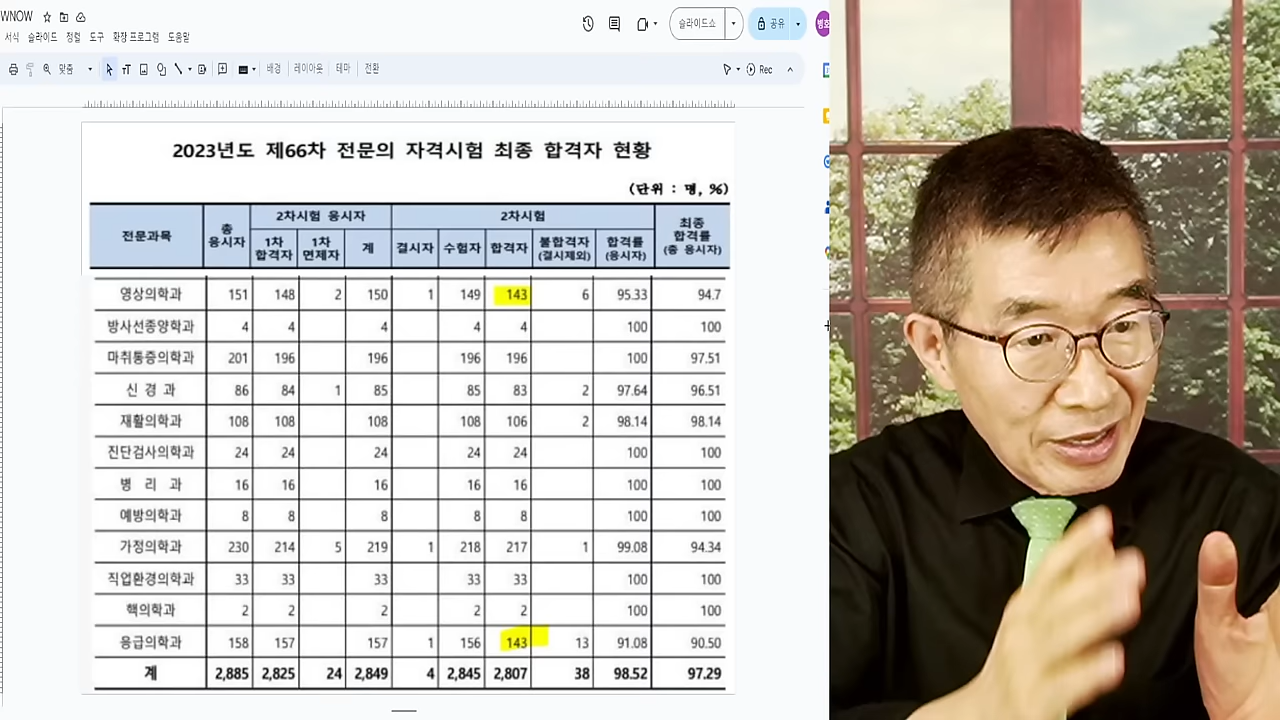 WNOW
서식 슬라이드 정렬 도구 확장 프로그램 도움말
슬라이드쇼
공유
병호
맞춤
배경 레이아웃 테마 전환
Rec
2023년도 제66차 전문의 자격시험 최종 합격자 현황
(단위 : 명, %)
전문과목 총 응시자 2차시험 응시자 2차시험 최종 합격률 (총 응시자)
1차 합격자 1차 면제자 계 결시자 수험자 합격자 불합격자 (결시제외) 합격률 (응시자)
영상의학과 151 148 2 150 1 149 143 6 95.33 94.7
방사선종양학과 4 4 4 4 4 100 100
마취통증의학과 201 196 196 196 196 100 97.51
신 경 과 86 84 1 85 85 83 2 97.64 96.51
재활의학과 108 108 108 108 106 2 98.14 98.14
진단검사의학과 24 24 24 24 24 100 100
병 리 과 16 16 16 16 16 100 100
예방의학과 8 8 8 8 8 100 100
가정의학과 230 214 5 219 1 218 217 1 99.08 94.34
직업환경의학과 33 33 33 33 33 100 100
핵의학과 2 2 2 2 2 100 100
응급의학과 158 157 157 1 156 143 13 91.08 90.50
계 2,885 2,825 24 2,849 4 2,845 2,807 38 98.52 97.29